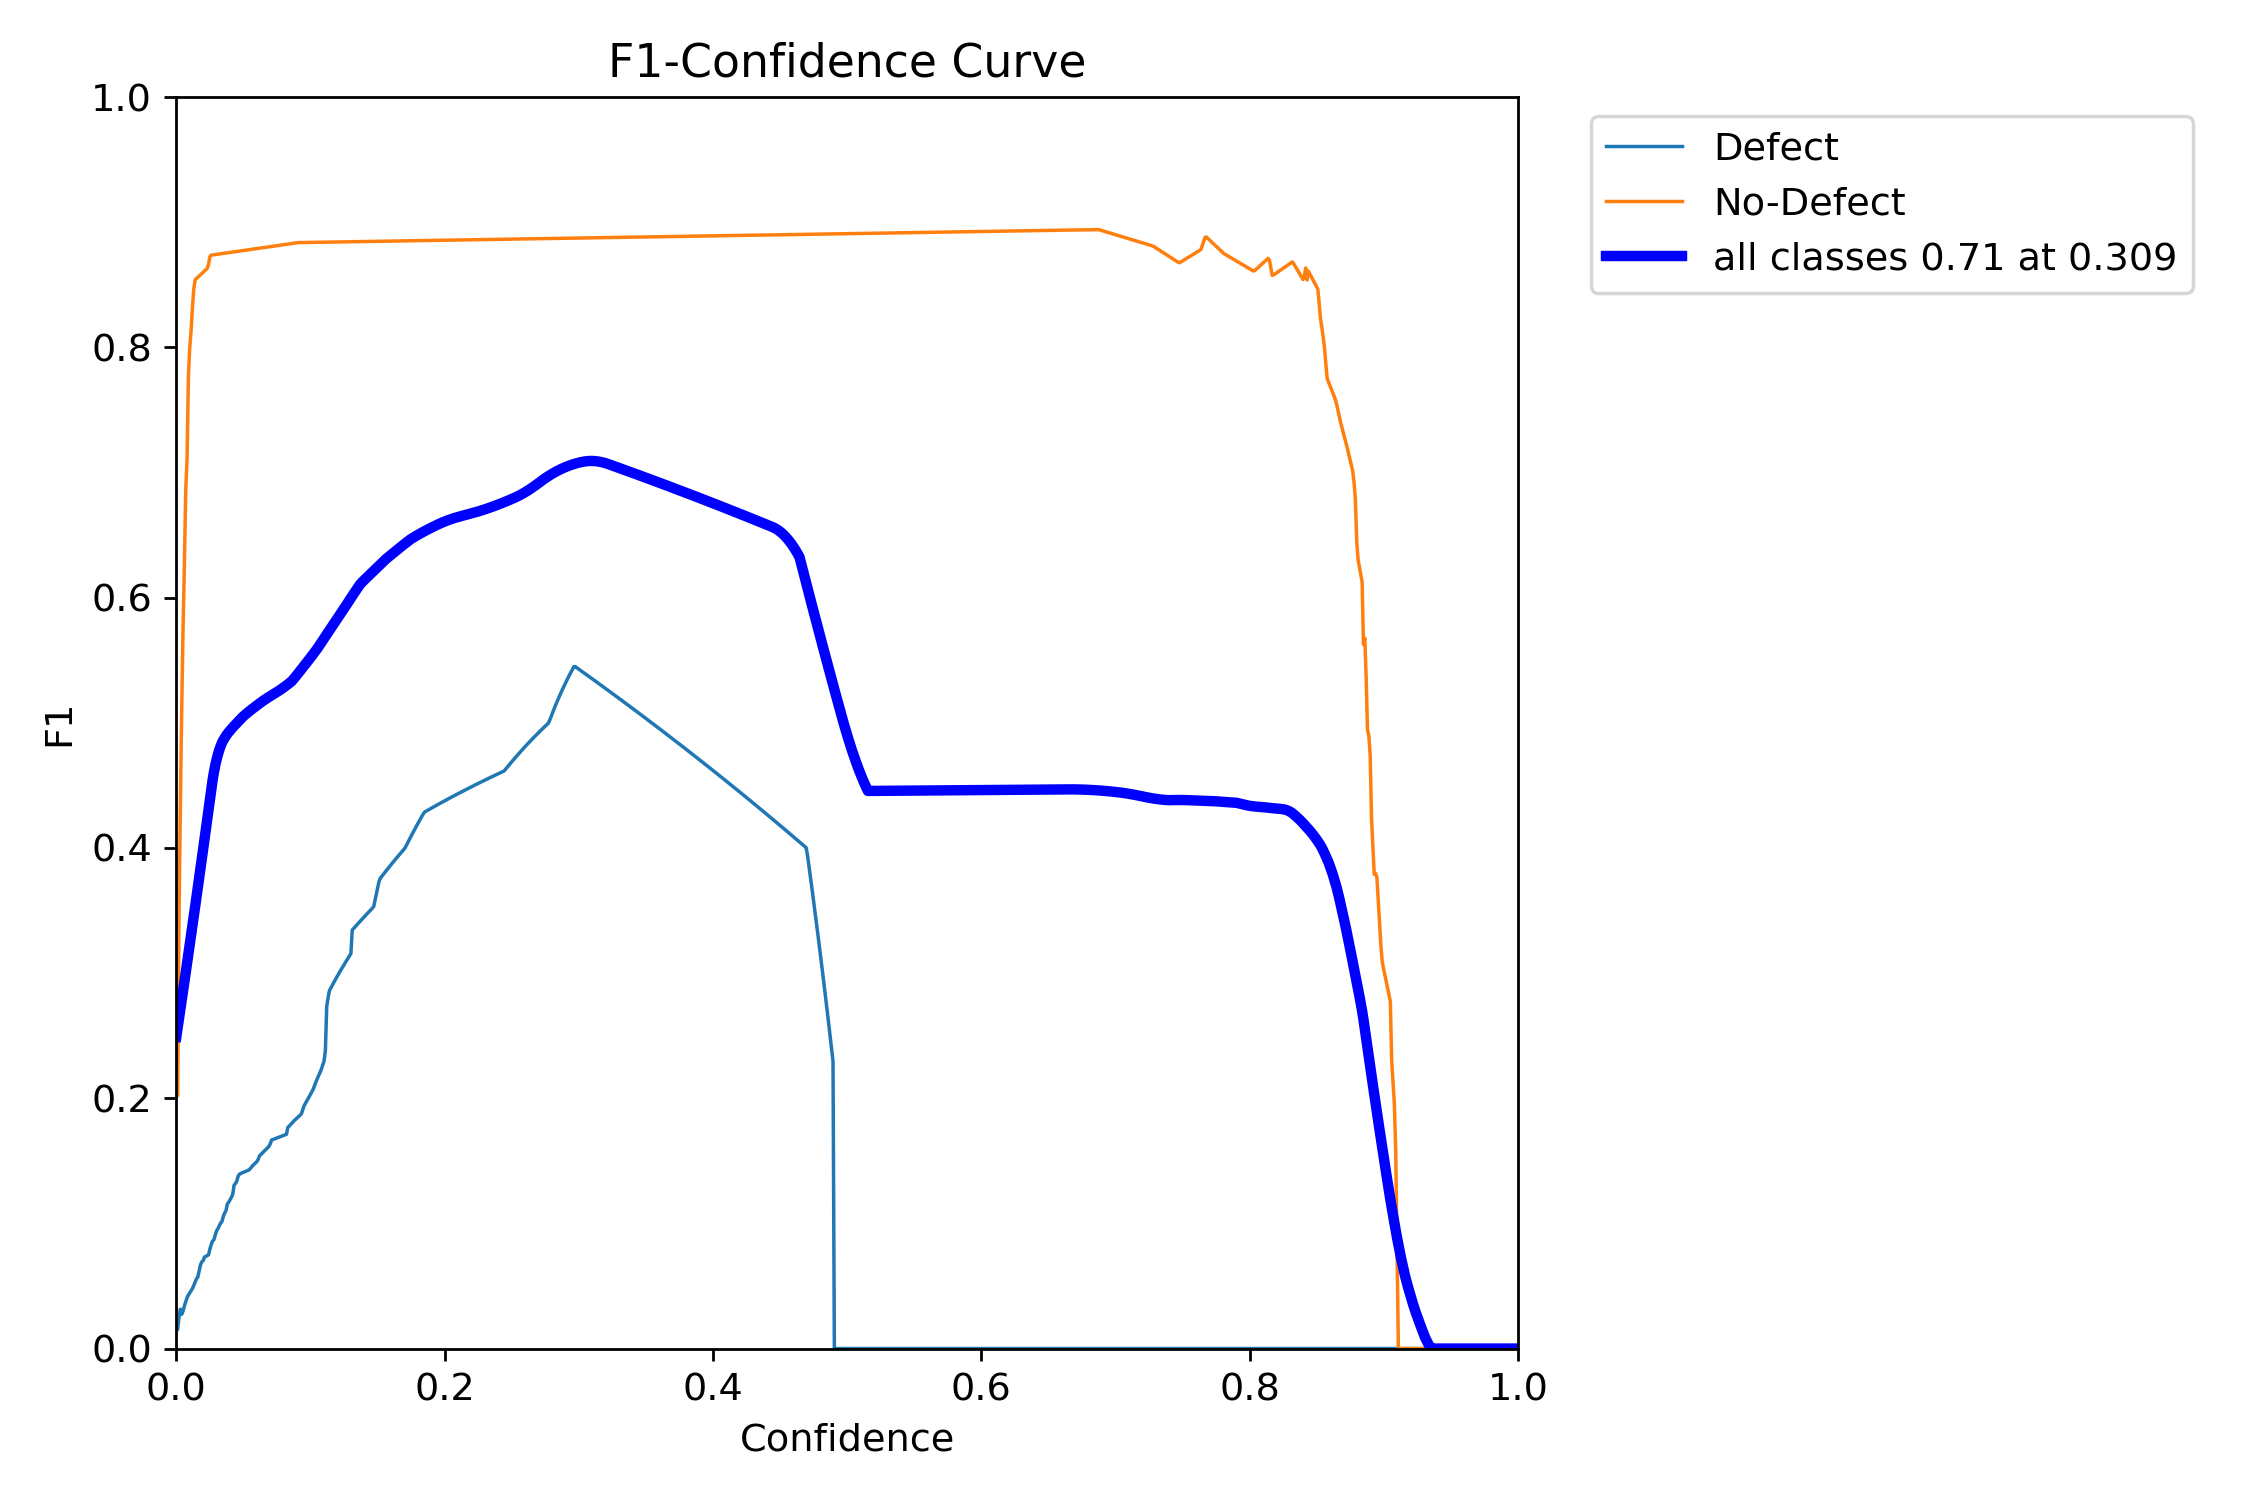 F1-Confidence Curve
1.0
0.8
0.6
0.4
0.2
0.0
F1
0.0 0.2 0.4 0.6 0.8 1.0
Confidence
Defect
No-Defect
all classes 0.71 at 0.309